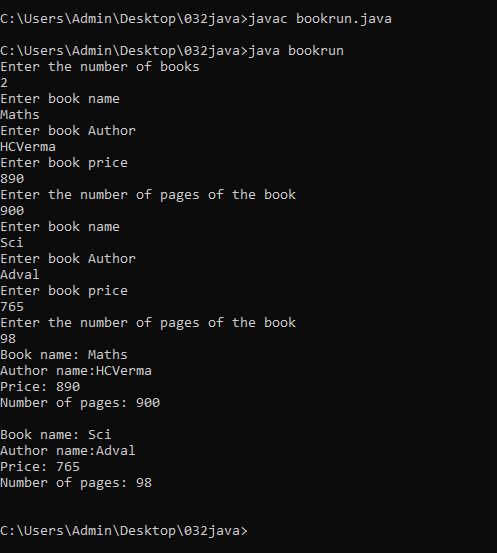 C:\Users\Admin\Desktop\032java>javac bookrun.java
C:\Users\Admin\Desktop\032java>java bookrun
Enter the number of books
2
Enter book name
Maths
Enter book Author
HCVerma
Enter book price
890
Enter the number of pages of the book
900
Enter book name
Sci
Enter book Author
Adval
Enter book price
765
Enter the number of pages of the book
98
Book name: Maths
Author name:HCVerma
Price: 890
Number of pages: 900
Book name: Sci
Author name:Adval
Price: 765
Number of pages: 98
C:\Users\Admin\Desktop\032java>